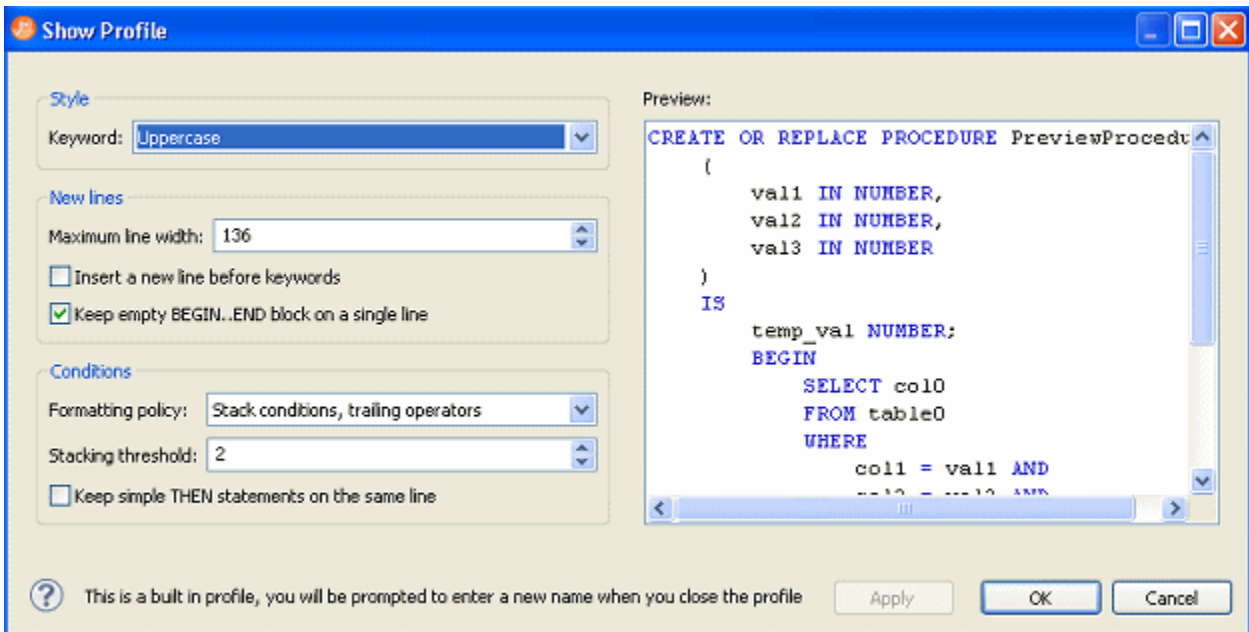 Show Profile
Style
Keyword: Uppercase
New lines
Maximum line width: 136
Insert a new line before keywords
Keep empty BEGIN..END block on a single line
Conditions
Formatting policy: Stack conditions, trailing operators
Stacking threshold: 2
Keep simple THEN statements on the same line
Preview:
CREATE OR REPLACE PROCEDURE PreviewProcedu
(
val1 IN NUMBER,
val2 IN NUMBER,
val3 IN NUMBER
)
IS
temp_val NUMBER;
BEGIN
SELECT col0
FROM table0
WHERE
col1 = val1 AND
col2 = val2 AND
This is a built in profile, you will be prompted to enter a new name when you close the profile
Apply OK Cancel